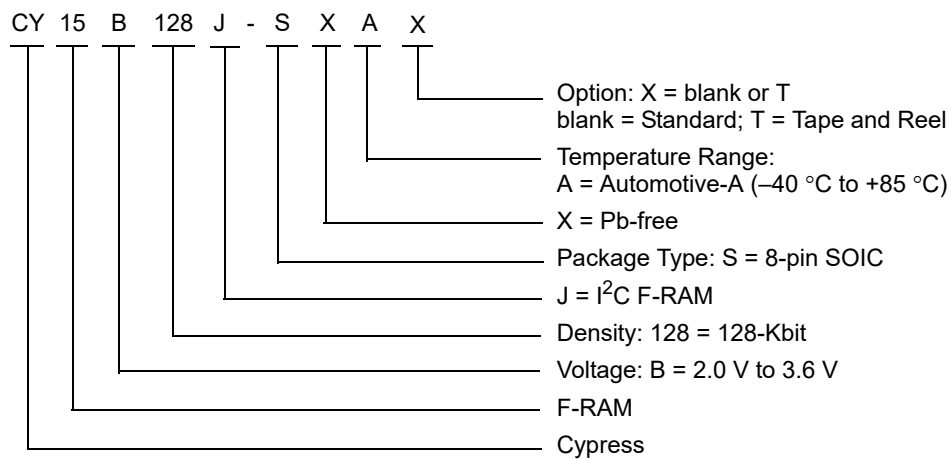 CY 15 B 128 J - S X A X
Option: X = blank or T
blank = Standard; T = Tape and Reel
Temperature Range:
A = Automotive-A (–40 °C to +85 °C)
X = Pb-free
Package Type: S = 8-pin SOIC
J = I²C F-RAM
Density: 128 = 128-Kbit
Voltage: B = 2.0 V to 3.6 V
F-RAM
Cypress